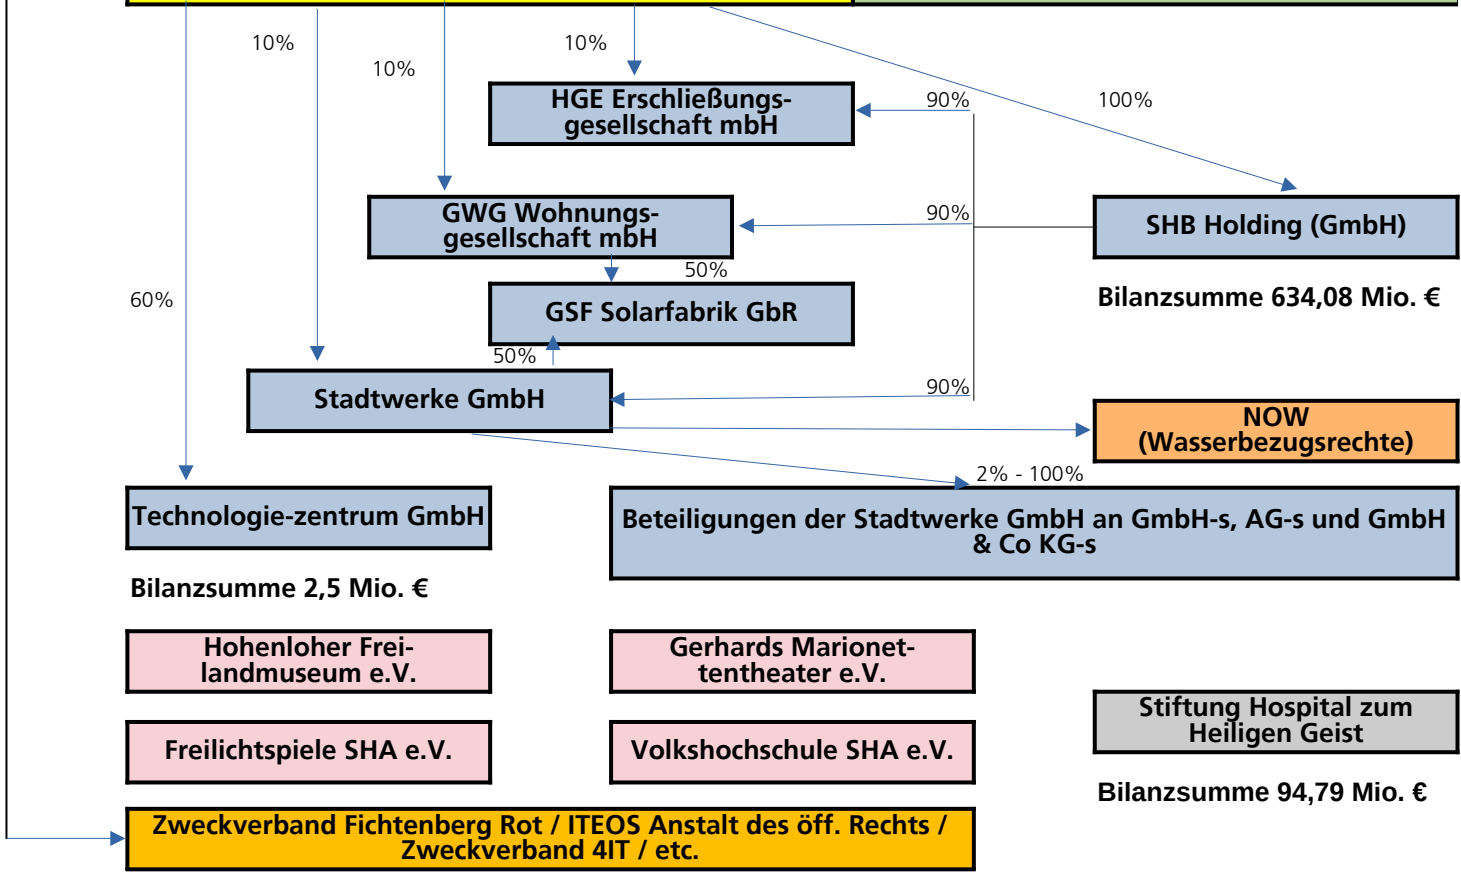 10%
10%
10%
HGE Erschließungs-
gesellschaft mbH
90%
100%
GWG Wohnungs-
gesellschaft mbH
90%
SHB Holding (GmbH)
50%
60%
GSF Solarfabrik GbR
Bilanzsumme 634,08 Mio. €
50%
Stadtwerke GmbH
90%
NOW
(Wasserbezugsrechte)
2% - 100%
Technologie-zentrum GmbH
Beteiligungen der Stadtwerke GmbH an GmbH-s, AG-s und GmbH
& Co KG-s
Bilanzsumme 2,5 Mio. €
Hohenloher Frei-
landmuseum e.V.
Gerhards Marionet-
tentheater e.V.
Stiftung Hospital zum
Heiligen Geist
Freilichtspiele SHA e.V.
Volkshochschule SHA e.V.
Bilanzsumme 94,79 Mio. €
Zweckverband Fichtenberg Rot / ITEOS Anstalt des öff. Rechts /
Zweckverband 4IT / etc.